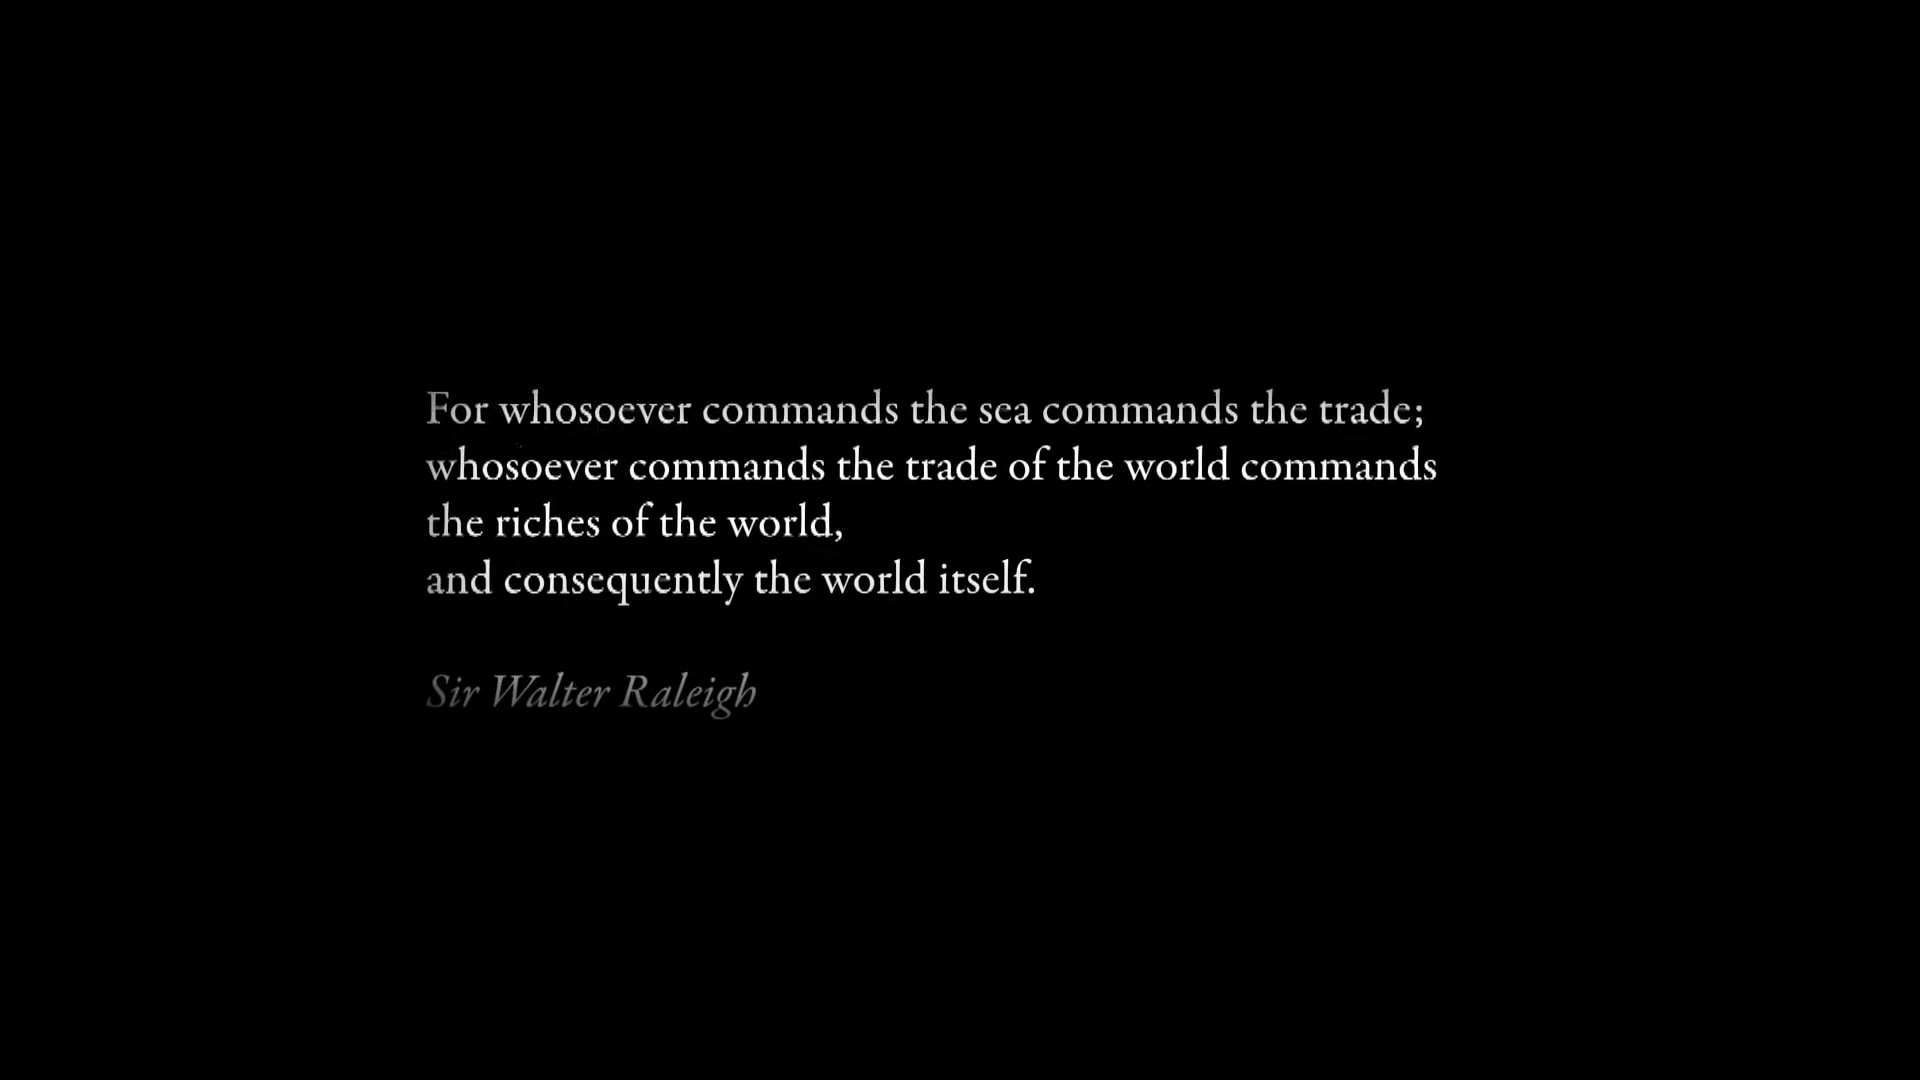 For whosoever commands the sea commands the trade;
whosoever commands the trade of the world commands
the riches of the world,
and consequently the world itself.
Sir Walter Raleigh